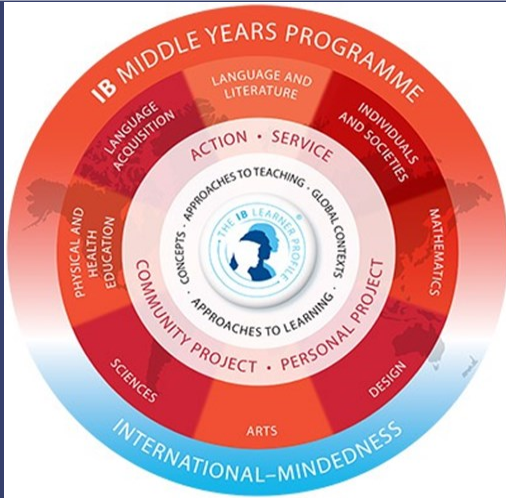 IB MIDDLE YEARS PROGRAMME
LANGUAGE ACQUISITION
LANGUAGE AND
LITERATURE
INDIVIDUALS
AND SOCIETIES
PHYSICAL AND
HEALTH
EDUCATION
MATHEMATICS
SCIENCES
ARTS
DESIGN
ACTION · SERVICE
COMMUNITY PROJECT · PERSONAL PROJECT
APPROACHES TO TEACHING · GLOBAL CONTEXTS ·
APPROACHES TO LEARNING · CONCEPTS ·
THE IB LEARNER PROFILE
®
INTERNATIONAL–MINDEDNESS